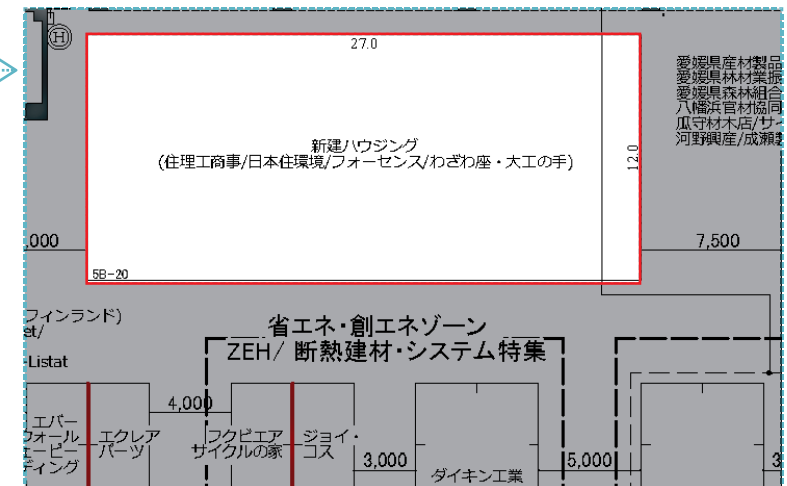 H
27.0
新建ハウジング
(住理工商事/日本住環境/フォーセンス/わざわ座・大工の手)
12.0
5B-20
愛媛県産材製品
愛媛県林材業振
愛媛県森林組合
八幡浜官材協同
瓜守材木店/サー
河野興産/成瀬
,000
7,500
フィンランド)
et/
Listat
省エネ・創エネゾーン
ZEH/ 断熱建材・システム特集
4,000
エバー
フォール
ェービー
ディング
エクレア
パーツ
フクビエア
サイクルの家
ジョイ・
コス
3,000
ダイキン工業
5,000
3